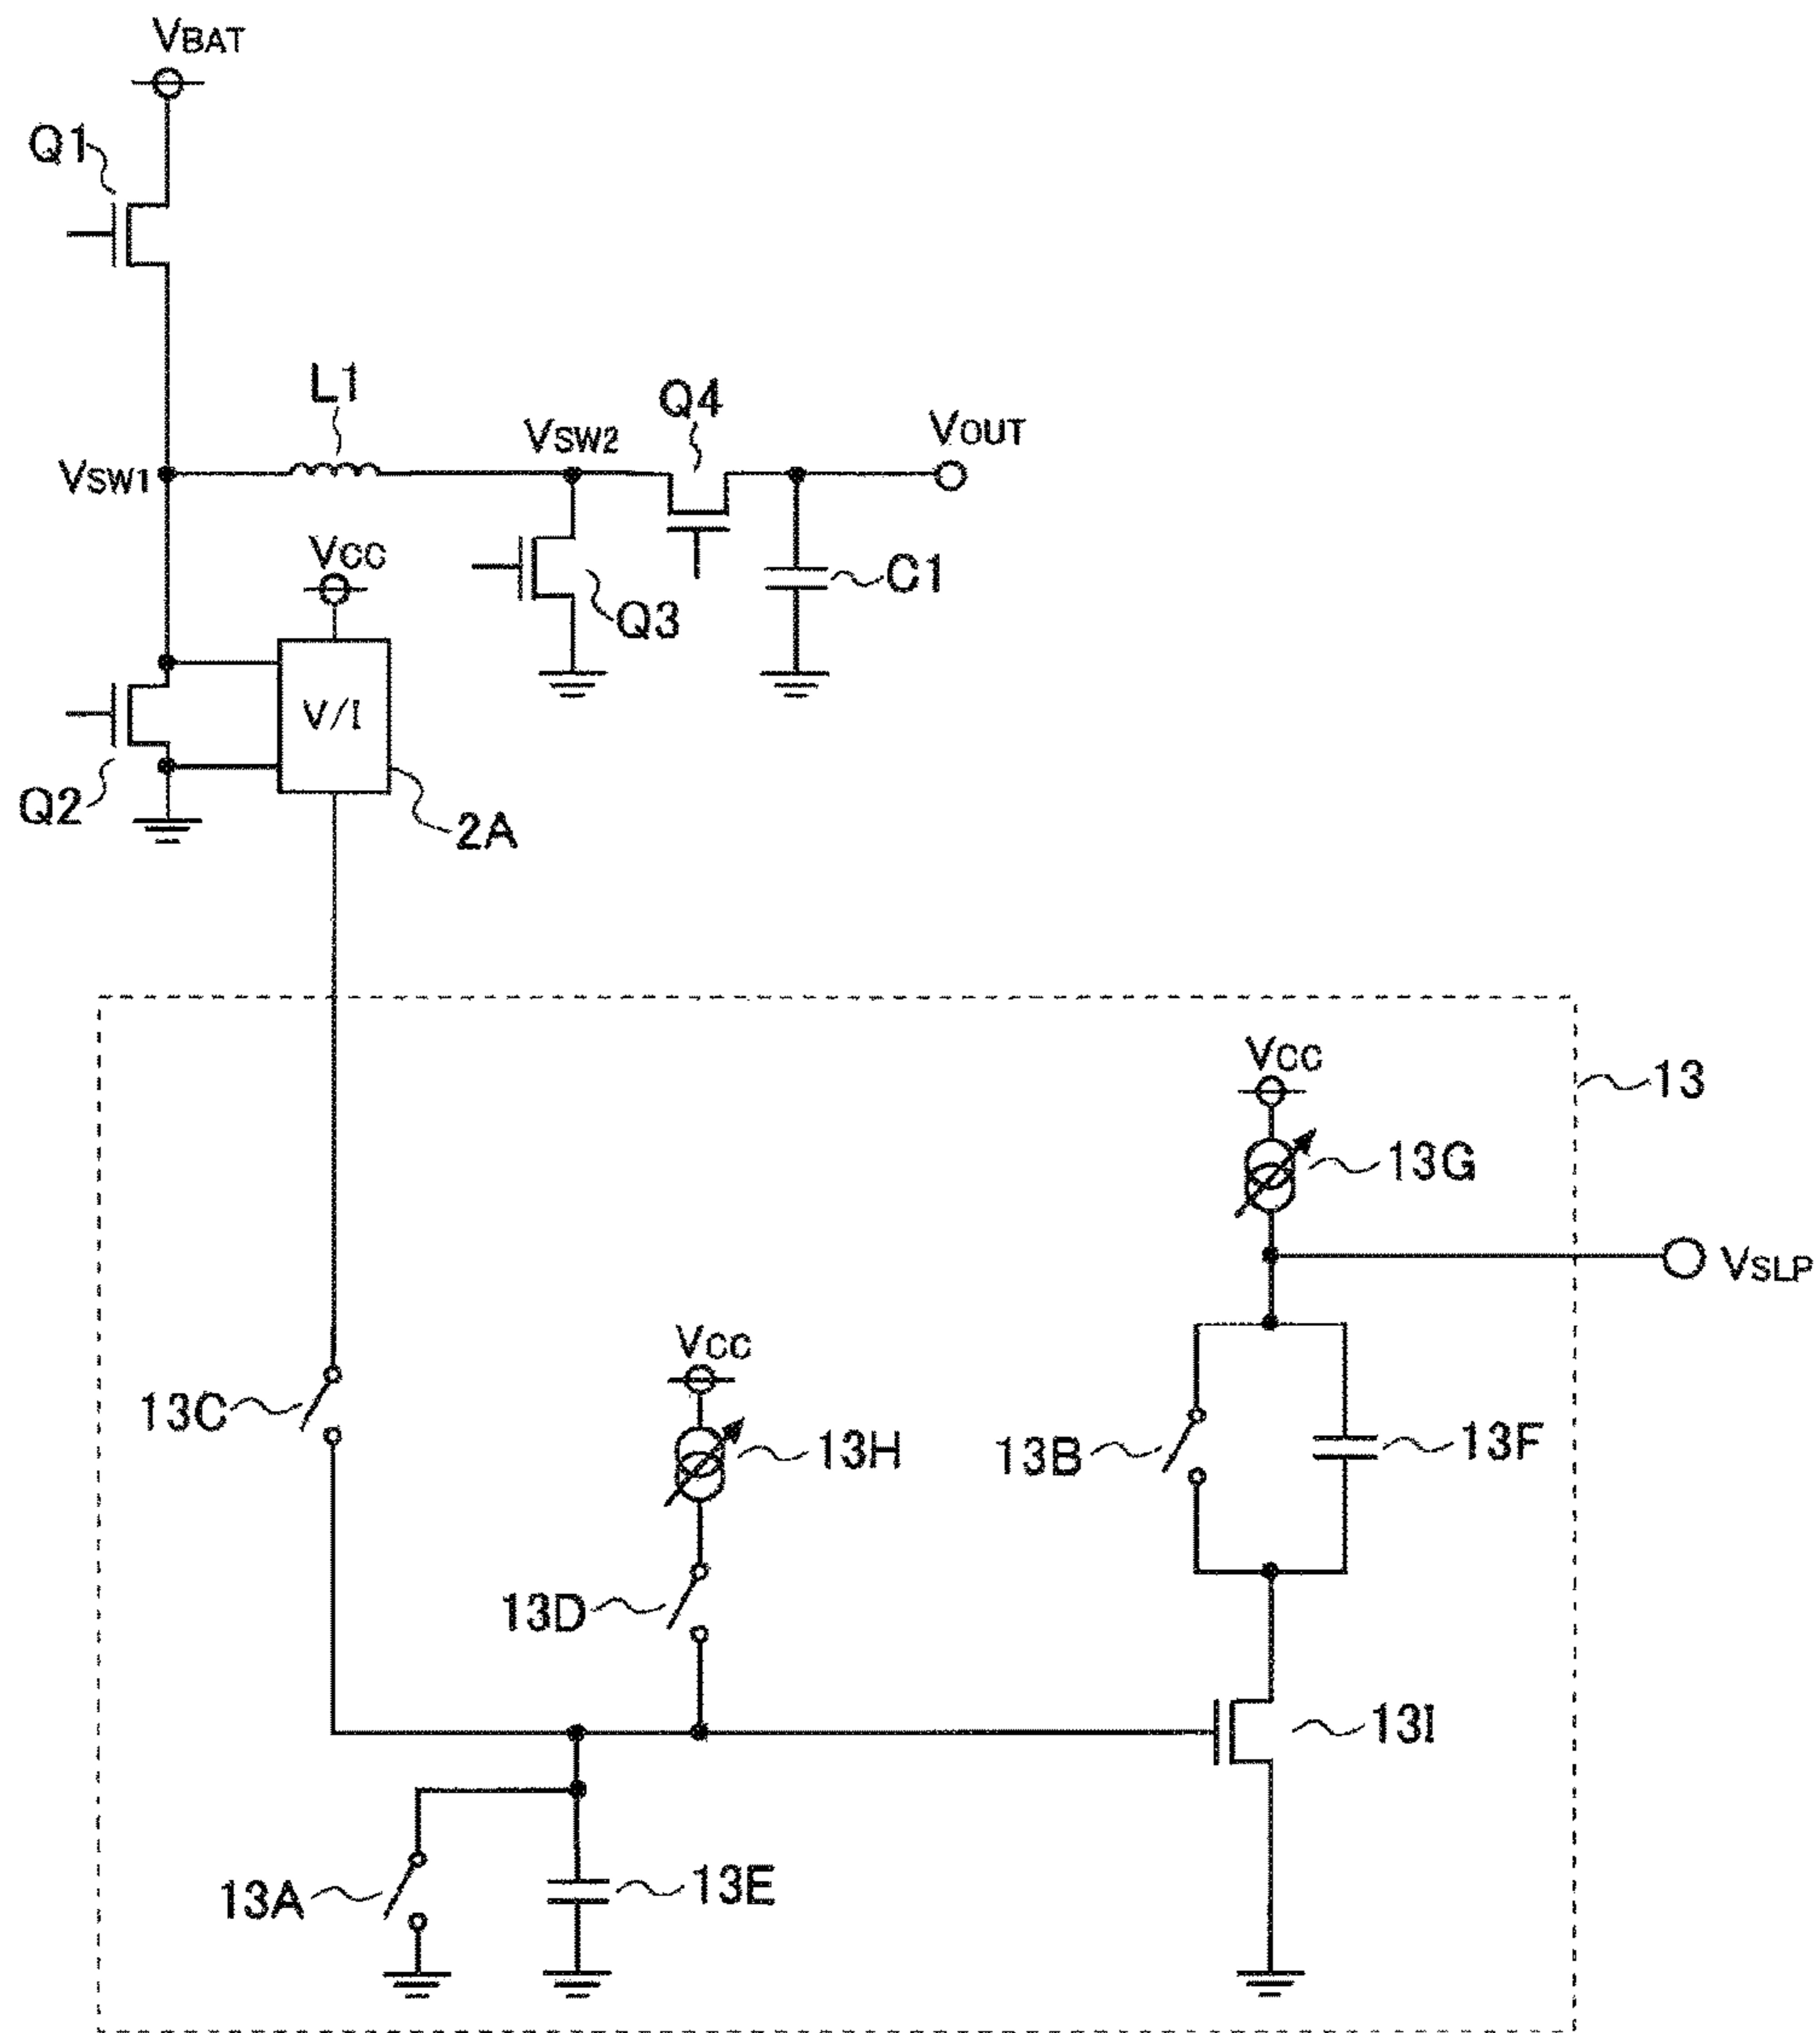 VBAT
Q1
L1
Q4
VSW2
VOUT
VSW1
VCC
C1
Q3
V/I
Q2
2A
VCC
13
13G
VSLP
VCC
13C
13H
13B
13F
13D
13I
13A
13E